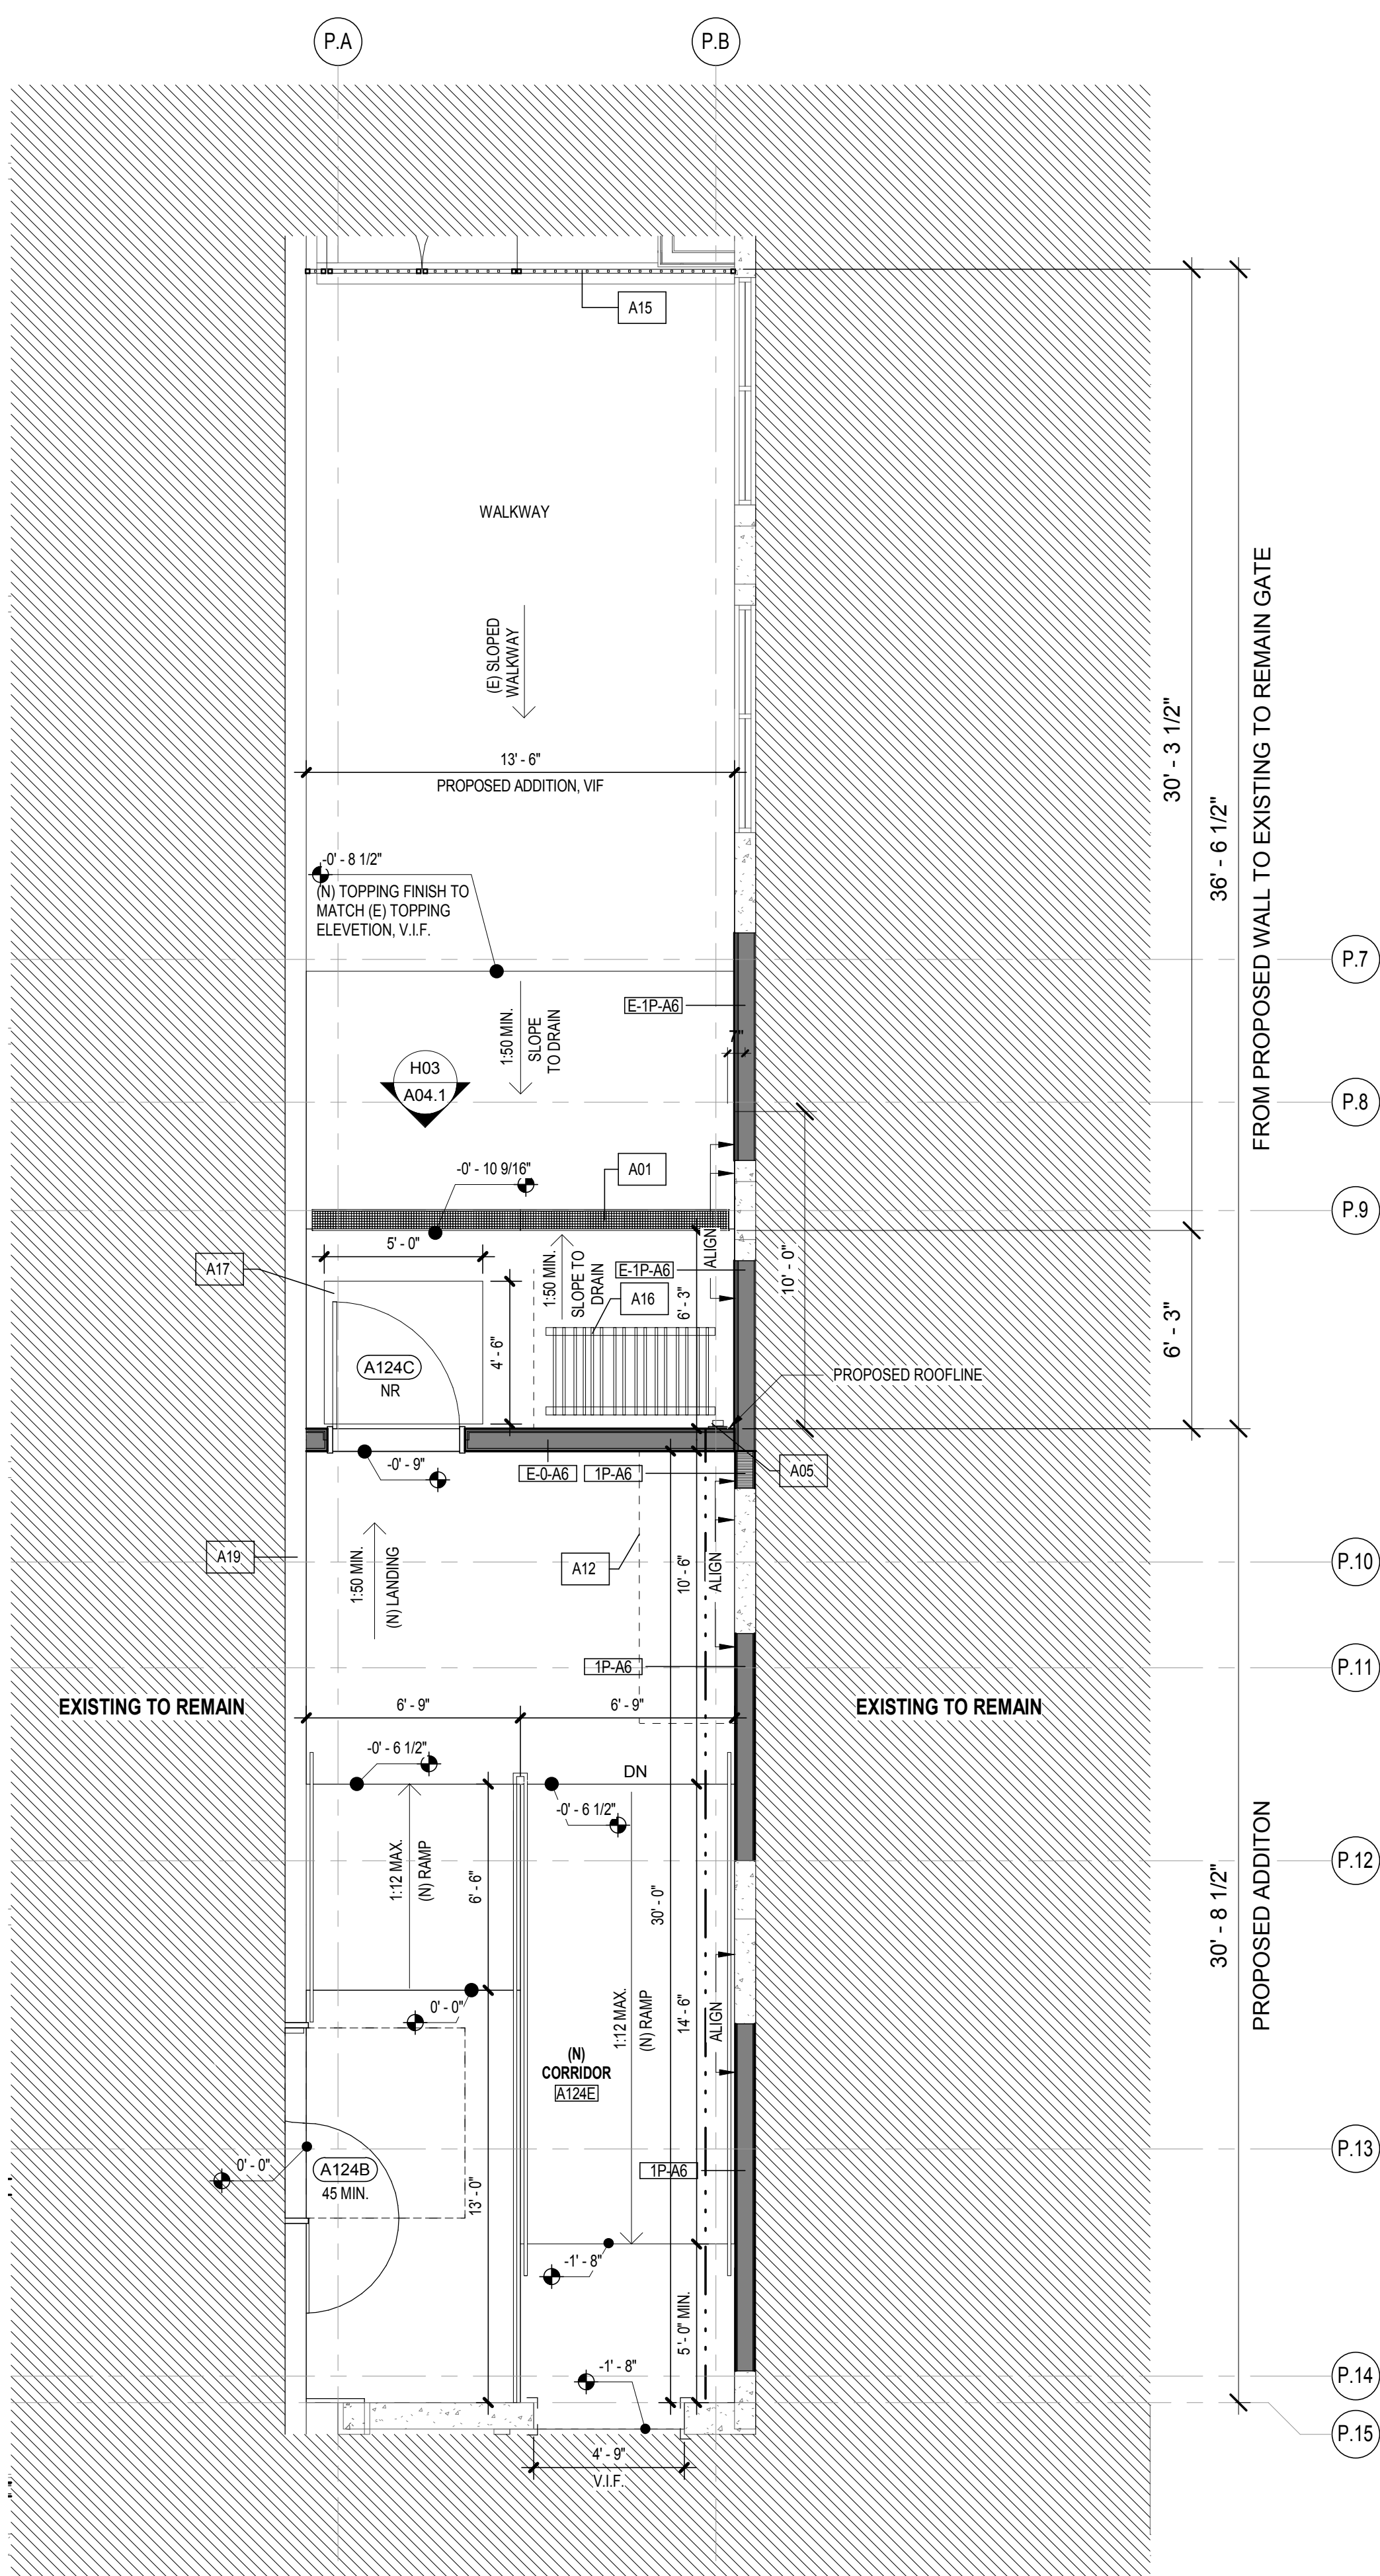 P.A
P.B
A15
WALKWAY
(E) SLOPED
WALKWAY
13' - 6"
PROPOSED ADDITION, VIF
30' - 3 1/2"
36' - 6 1/2"
FROM PROPOSED WALL TO EXISTING TO REMAIN GATE
-0' - 8 1/2"
(N) TOPPING FINISH TO
MATCH (E) TOPPING
ELEVETION, V.I.F.
P.7
E-1P-A6
1:50 MIN.
SLOPE
TO DRAIN
7"
H03
A04.1
P.8
-0' - 10 9/16"
A01
P.9
5' - 0"
A17
1:50 MIN.
SLOPE TO
DRAIN
ALIGN
E-1P-A6
A16
6' - 3"
10' - 0"
6' - 3"
4' - 6"
A124C
NR
PROPOSED ROOFLINE
-0' - 9"
E-0-A6
1P-A6
A05
A19
1:50 MIN.
(N) LANDING
A12
10' - 6"
ALIGN
P.10
1P-A6
P.11
EXISTING TO REMAIN
6' - 9"
6' - 9"
EXISTING TO REMAIN
-0' - 6 1/2"
DN
-0' - 6 1/2"
1:12 MAX.
(N) RAMP
6' - 6"
30' - 0"
P.12
30' - 8 1/2"
PROPOSED ADDITON
0' - 0"
1:12 MAX.
(N) RAMP
14' - 6"
ALIGN
(N)
CORRIDOR
A124E
P.13
0' - 0"
A124B
45 MIN.
13' - 0"
1P-A6
-1' - 8"
5' - 0" MIN.
-1' - 8"
P.14
P.15
4' - 9"
V.I.F.